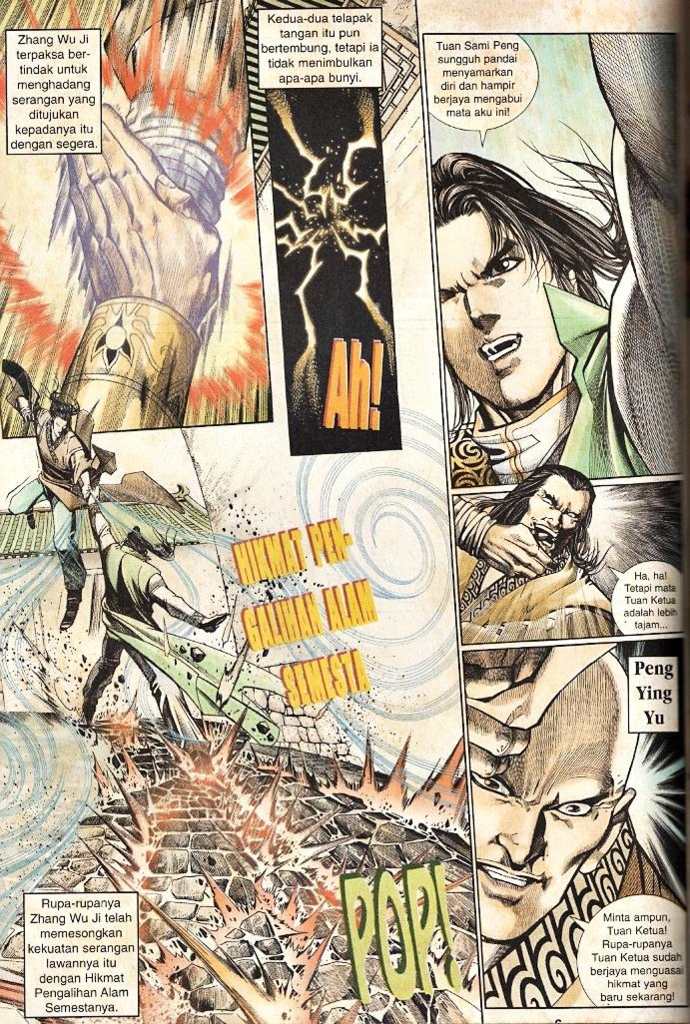 Zhang Wu Ji
terpaksa ber-
tindak untuk
menghadang
serangan yang
ditujukan
kepadanya itu
dengan segera.
Kedua-dua telapak
tangan itu pun
bertembung, tetapi ia
tidak menimbulkan
apa-apa bunyi.
Ah!
HIKMAT PEN-
GALIHAN ALAM
SEMESTA
POP!
Rupa-rupanya
Zhang Wu Ji telah
memesongkan
kekuatan serangan
lawannya itu
dengan Hikmat
Pengalihan Alam
Semestanya.
Tuan Sami Peng
sungguh pandai
menyamarkan
diri dan hampir
berjaya mengabui
mata aku ini!
Ha, ha!
Tetapi mata
Tuan Ketua
adalah lebih
tajam...
Peng
Ying
Yu
Minta ampun,
Tuan Ketua!
Rupa-rupanya
Tuan Ketua sudah
berjaya menguasai
hikmat yang
baru sekarang!